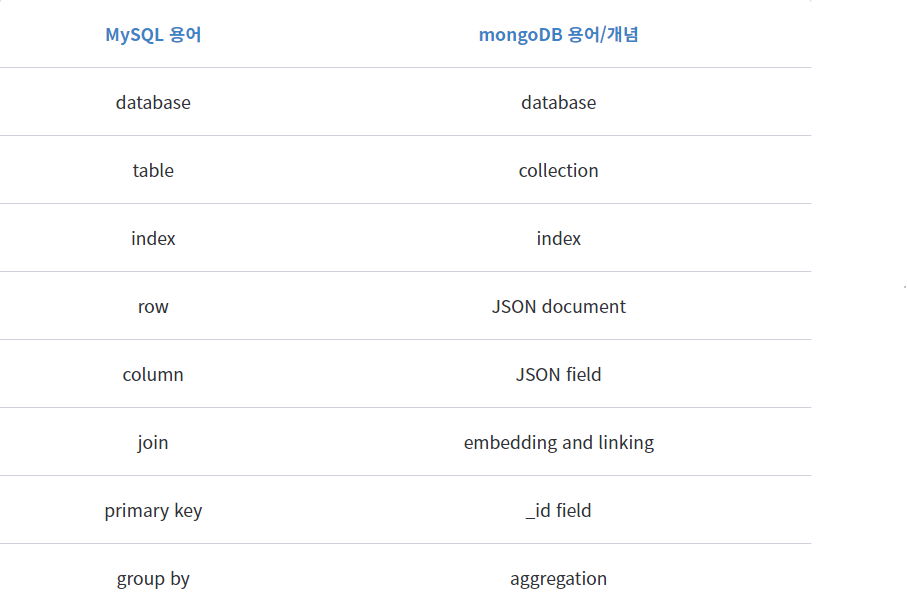 MySQL 용어 mongoDB 용어/개념
database database
table collection
index index
row JSON document
column JSON field
join embedding and linking
primary key _id field
group by aggregation